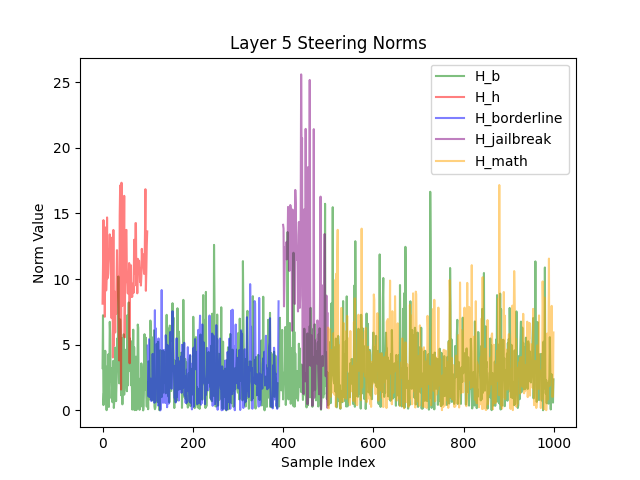 Layer 5 Steering Norms
Norm Value
25
20
15
10
5
0
H_b
H_h
H_borderline
H_jailbreak
H_math
0 200 400 600 800 1000
Sample Index